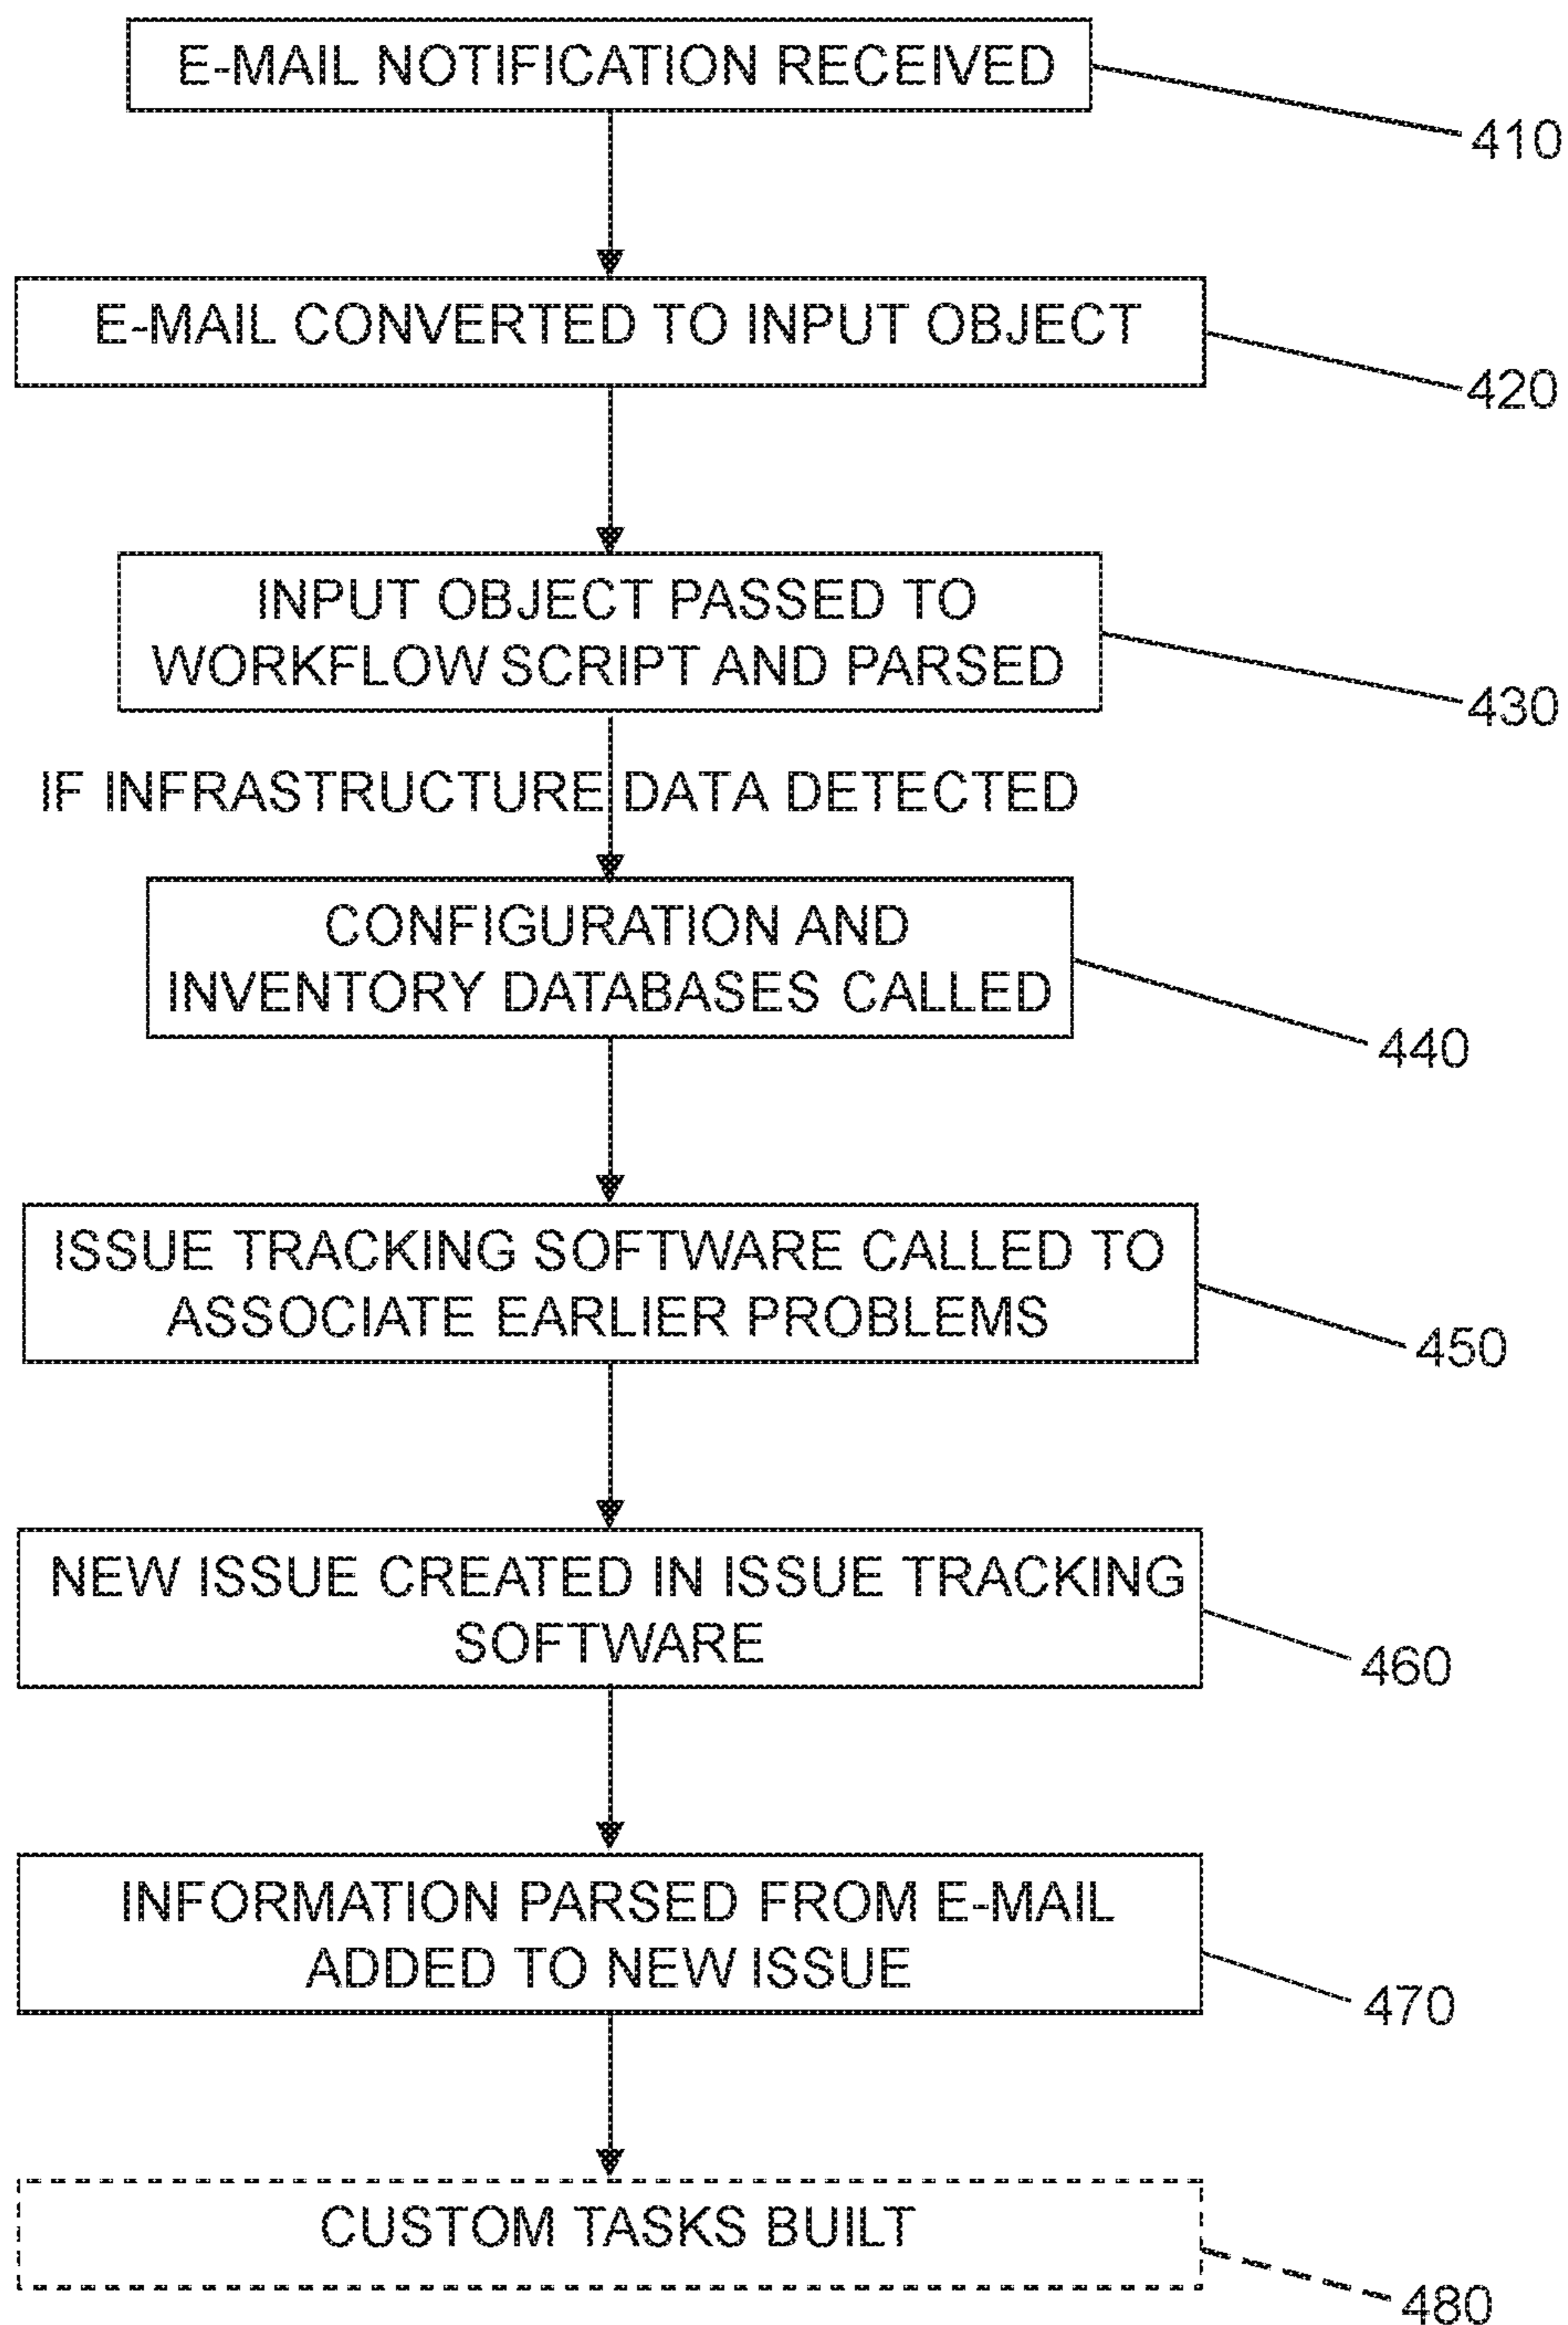 E-MAIL NOTIFICATION RECEIVED
410
E-MAIL CONVERTED TO INPUT OBJECT
420
INPUT OBJECT PASSED TO
WORKFLOW SCRIPT AND PARSED
430
IF INFRASTRUCTURE DATA DETECTED
CONFIGURATION AND
INVENTORY DATABASES CALLED
440
ISSUE TRACKING SOFTWARE CALLED TO
ASSOCIATE EARLIER PROBLEMS
450
NEW ISSUE CREATED IN ISSUE TRACKING
SOFTWARE
460
INFORMATION PARSED FROM E-MAIL
ADDED TO NEW ISSUE
470
CUSTOM TASKS BUILT
480